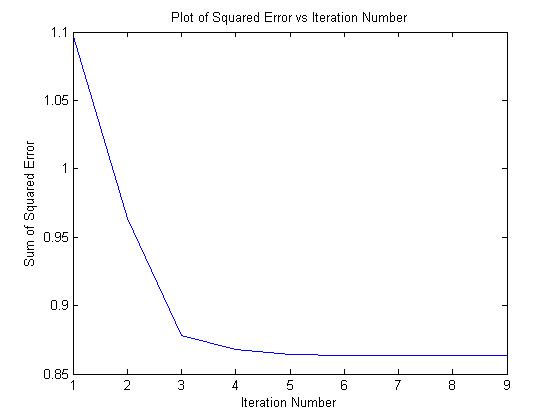 Plot of Squared Error vs Iteration Number
1.1
1.05
1
0.95
0.9
0.85
Sum of Squared Error
1 2 3 4 5 6 7 8 9
Iteration Number